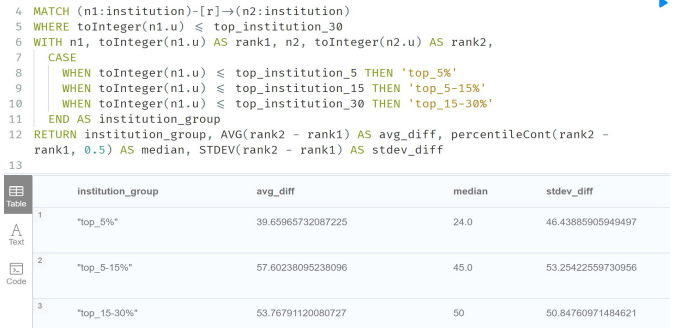 4 MATCH (n1:institution)-[r]→(n2:institution)
5 WHERE toInteger(n1.u) ⩽ top_institution_30
6 WITH n1, toInteger(n1.u) AS rank1, n2, toInteger(n2.u) AS rank2,
7 CASE
8 WHEN toInteger(n1.u) ⩽ top_institution_5 THEN 'top_5%'
9 WHEN toInteger(n1.u) ⩽ top_institution_15 THEN 'top_5-15%'
10 WHEN toInteger(n1.u) ⩽ top_institution_30 THEN 'top_15-30%'
11 END AS institution_group
12 RETURN institution_group, AVG(rank2 - rank1) AS avg_diff, percentileCont(rank2 -
rank1, 0.5) AS median, STDEV(rank2 - rank1) AS stdev_diff
13
Table
Text
Code
institution_group avg_diff median stdev_diff
1 "top_5%" 39.65965732087225 24.0 46.43885905949497
2 "top_5-15%" 57.60238095238096 45.0 53.25422559730956
3 "top_15-30%" 53.76791120080727 50 50.84760971484621